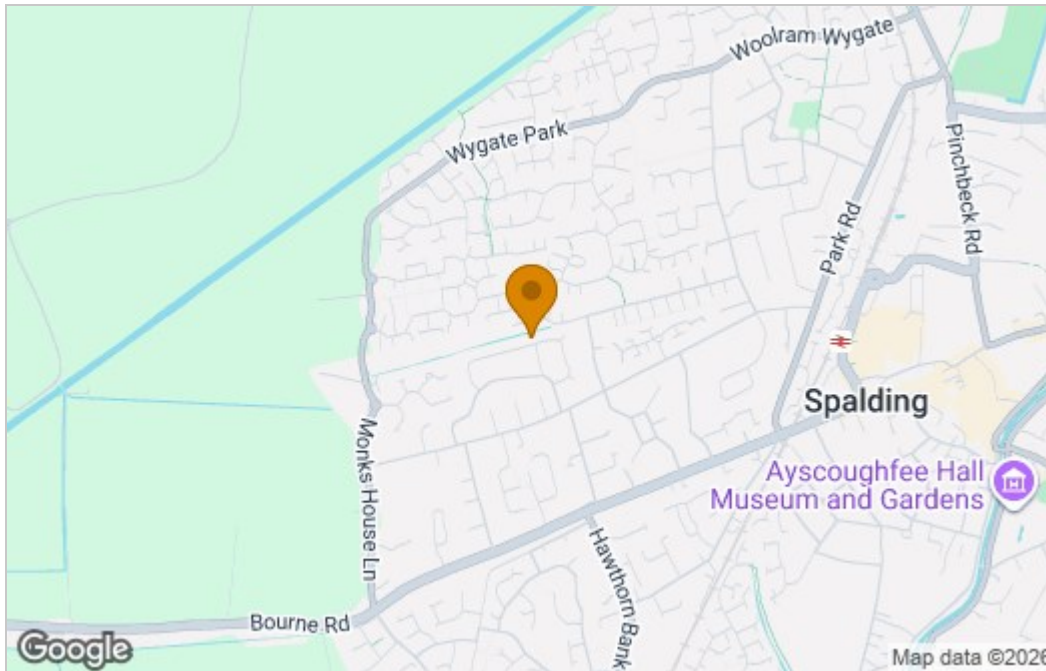 Woolram Wygate
Wygate Park
Pinchbeck Rd
Park Rd
Spalding
Monks House Ln
Ayscoughfee Hall
Museum and Gardens
Hawthorn Bank
Bourne Rd
Google
Map data ©2026